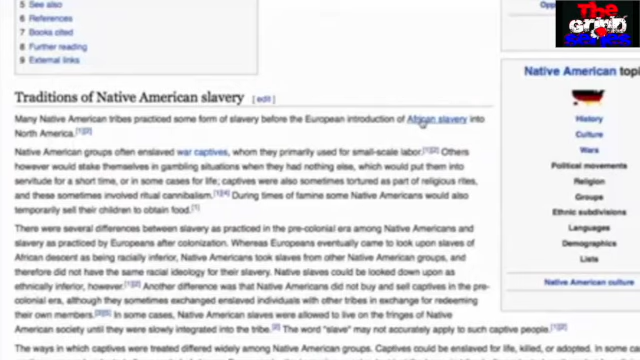 5 See also
6 References
7 Books cited
8 Further reading
9 External links
The
grind
series
Native American topi
History
Culture
Wars
Political movements
Religion
Groups
Ethnic subdivisions
Languages
Demographics
Lists
Native American culture
Traditions of Native American slavery [edit]
Many Native American tribes practiced some form of slavery before the European introduction of African slavery into
North America.[1][2]
Native American groups often enslaved war captives, whom they primarily used for small-scale labor.[1][2] Others
however would stake themselves in gambling situations when they had nothing else, which would put them into
servitude for a short time, or in some cases for life; captives were also sometimes tortured as part of religious rites,
and these sometimes involved ritual cannibalism.[1][4] During times of famine some Native Americans would also
temporarily sell their children to obtain food.[1]
There were several differences between slavery as practiced in the pre-colonial era among Native Americans and
slavery as practiced by Europeans after colonization. Whereas Europeans eventually came to look upon slaves of
African descent as being racially inferior, Native Americans took slaves from other Native American groups, and
therefore did not have the same racial ideology for their slavery. Native slaves could be looked down upon as
ethnically inferior, however.[1][2] Another difference was that Native Americans did not buy and sell captives in the pre-
colonial era, although they sometimes exchanged enslaved individuals with other tribes in exchange for redeeming
their own members. In some cases, Native American slaves were allowed to live on the fringes of Native
American society until they were slowly integrated into the tribe.[2] The word "slave" may not accurately apply to such captive people.[1][2]
The ways in which captives were treated differed widely among Native American groups. Captives could be enslaved for life, killed, or adopted. In some c